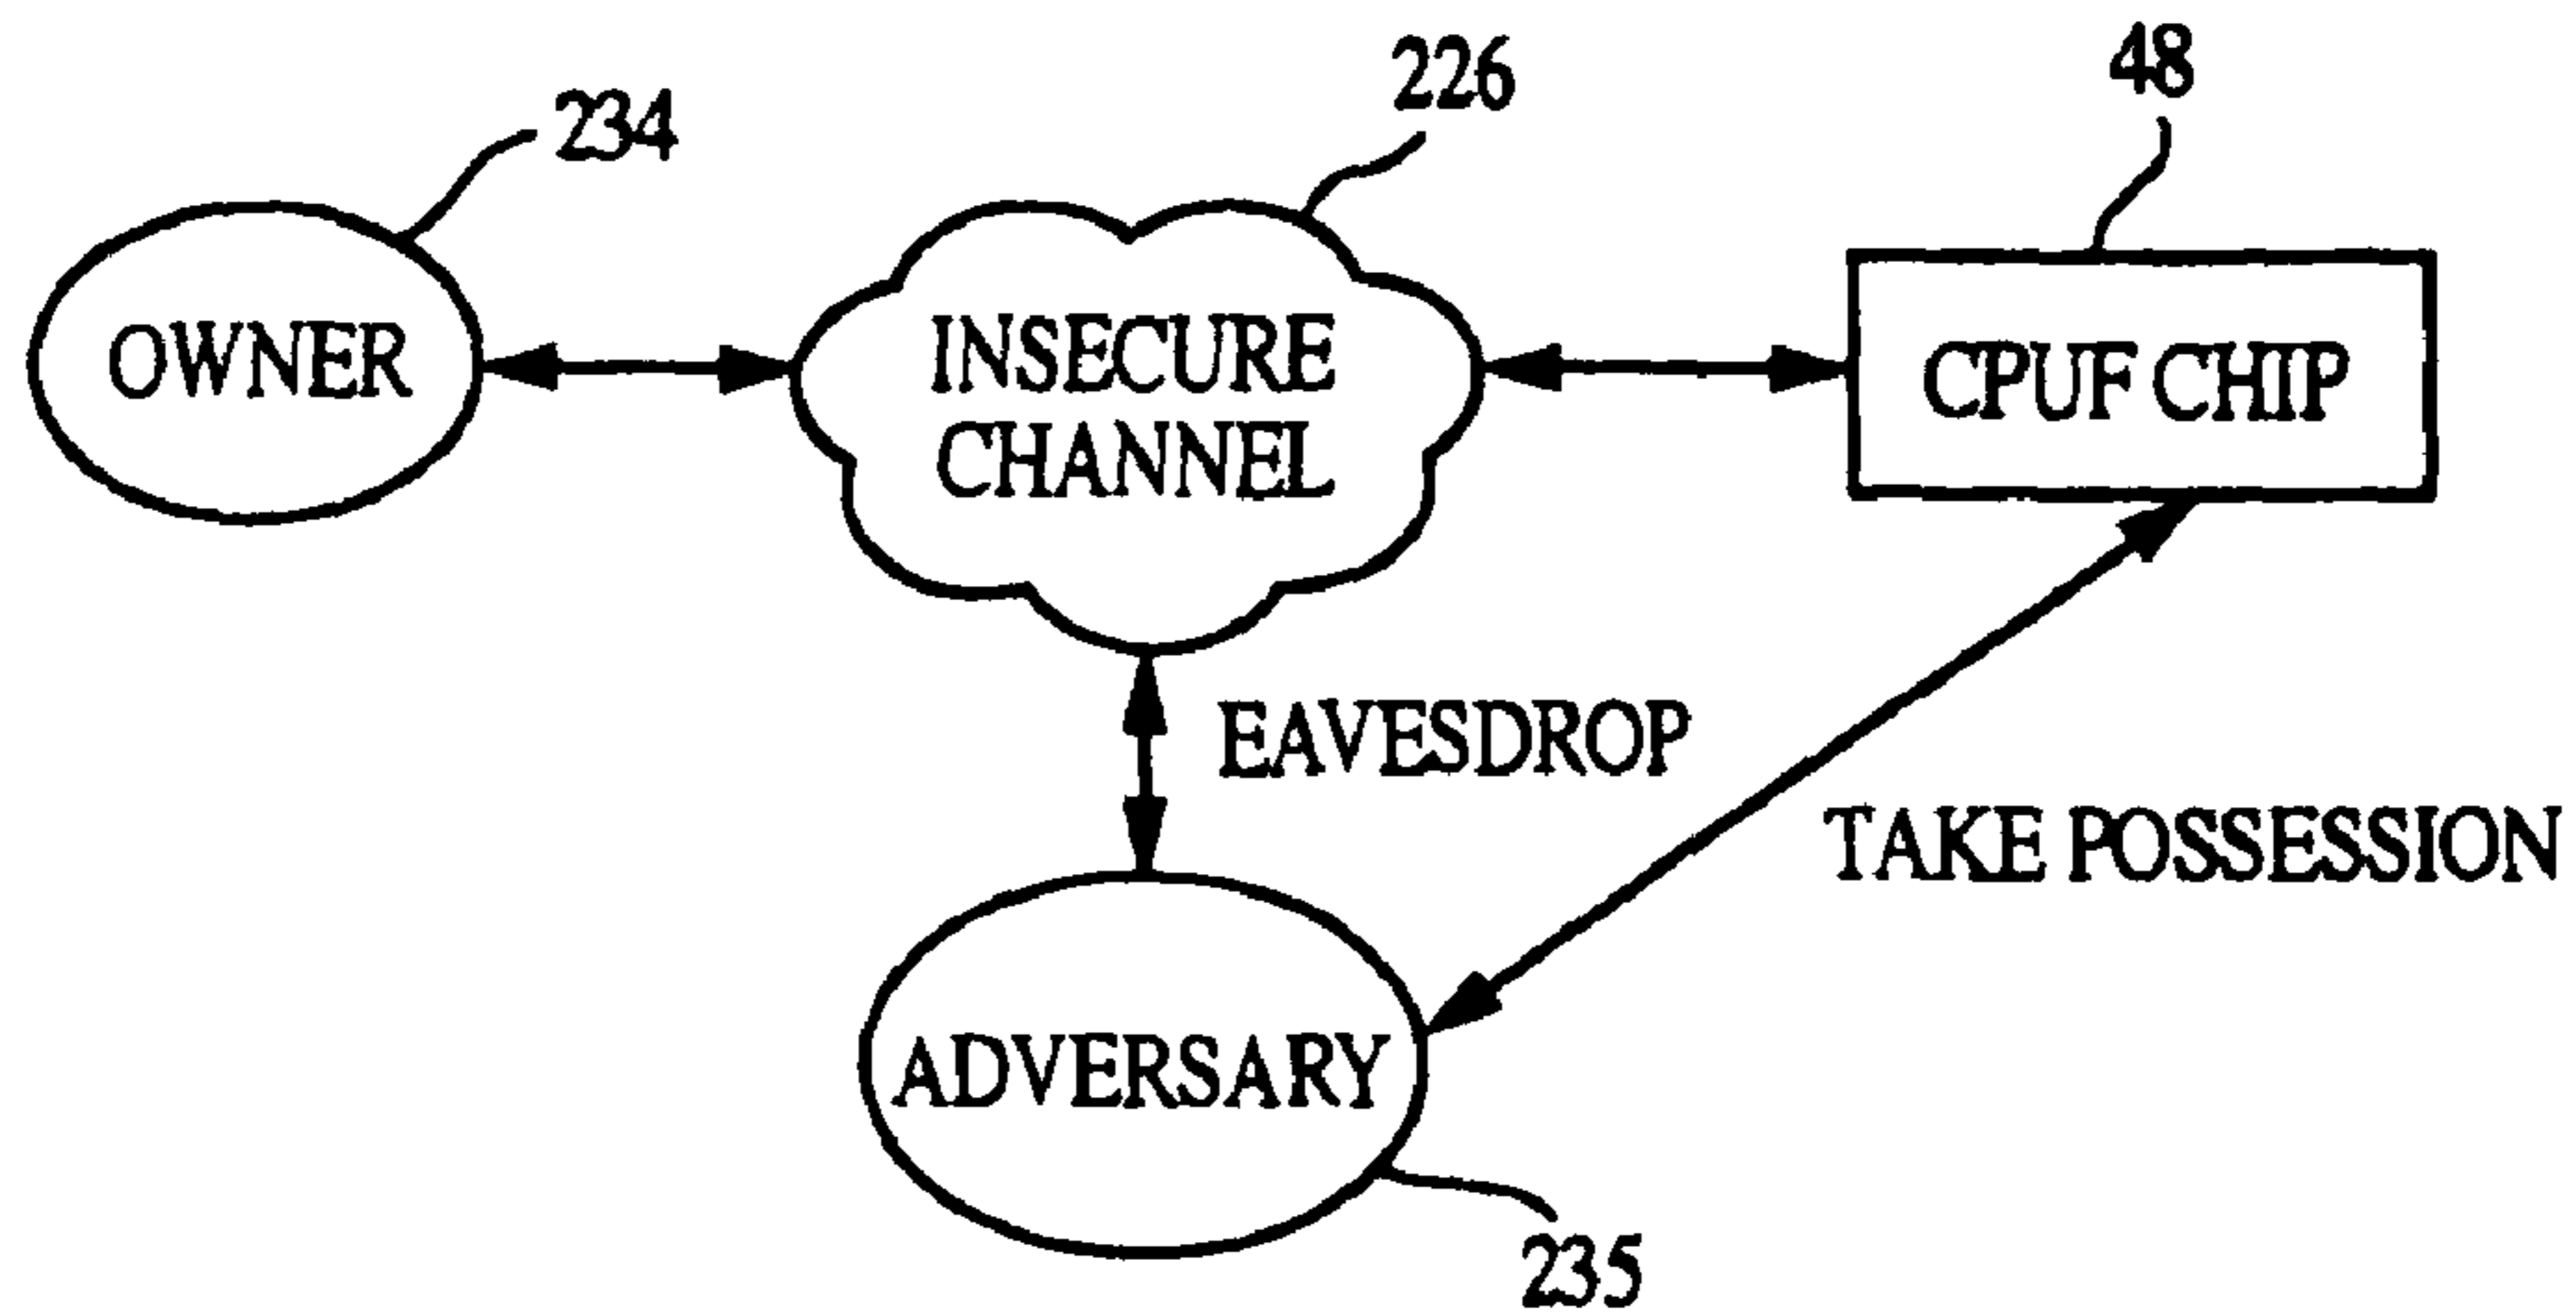 234
226
48
OWNER
INSECURE
CHANNEL
CPUF CHIP
EAVESDROP
TAKE POSSESSION
ADVERSARY
235